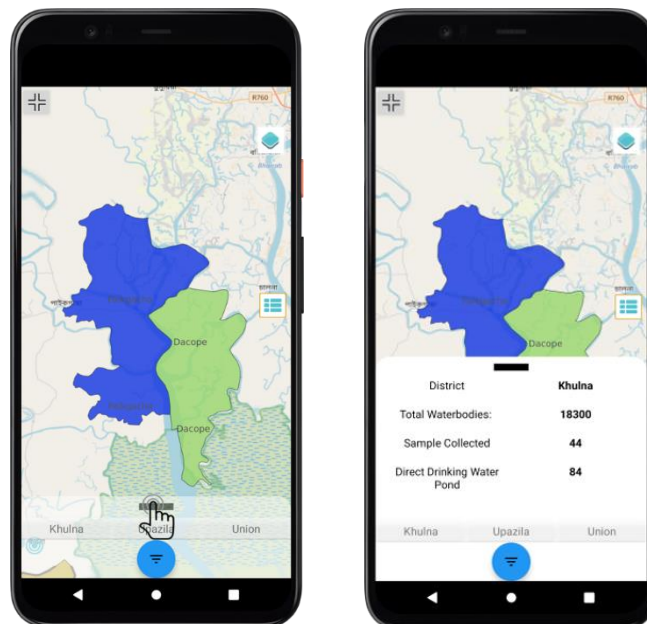 R760
পাইকগাছা
Dacope
Dacope
Khulna
Upazila
Union
R760
Dacope
District
Khulna
Total Waterbodies:
18300
Sample Collected
44
Direct Drinking Water
Pond
84
Khulna
Upazila
Union